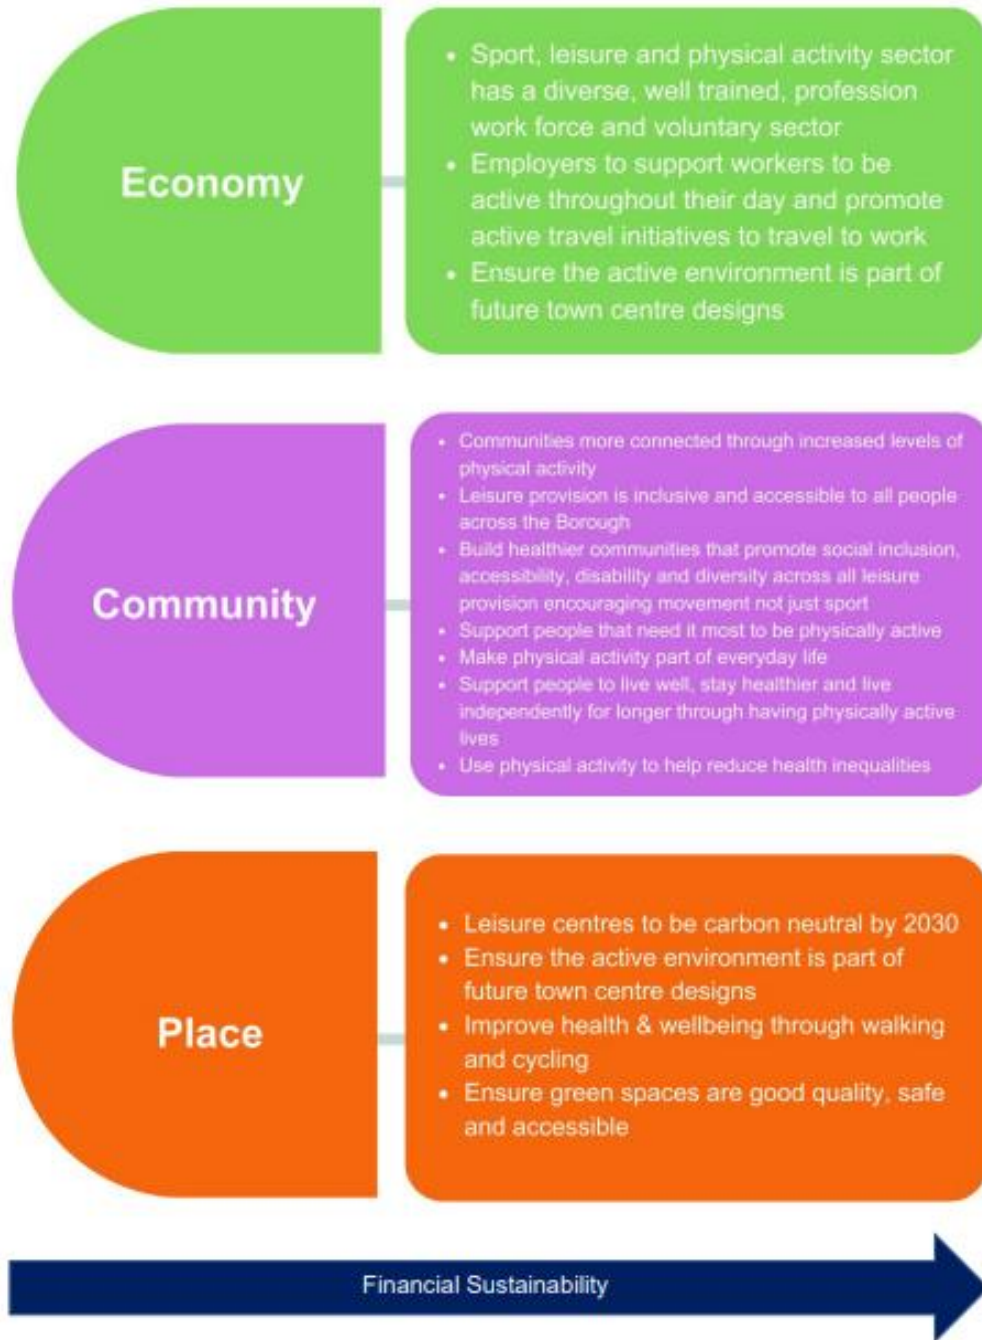 Economy
• Sport, leisure and physical activity sector
has a diverse, well trained, profession
work force and voluntary sector
• Employers to support workers to be
active throughout their day and promote
active travel initiatives to travel to work
• Ensure the active environment is part of
future town centre designs
Community
• Communities more connected through increased levels of
physical activity
• Leisure provision is inclusive and accessible to all people
across the Borough
• Build healthier communities that promote social inclusion,
accessibility, disability and diversity across all leisure
provision encouraging movement not just sport
• Support people that need it most to be physically active
• Make physical activity part of everyday life
• Support people to live well, stay healthier and live
independently for longer through having physically active
lives
• Use physical activity to help reduce health inequalities
Place
• Leisure centres to be carbon neutral by 2030
• Ensure the active environment is part of
future town centre designs
• Improve health & wellbeing through walking
and cycling
• Ensure green spaces are good quality, safe
and accessible
Financial Sustainability